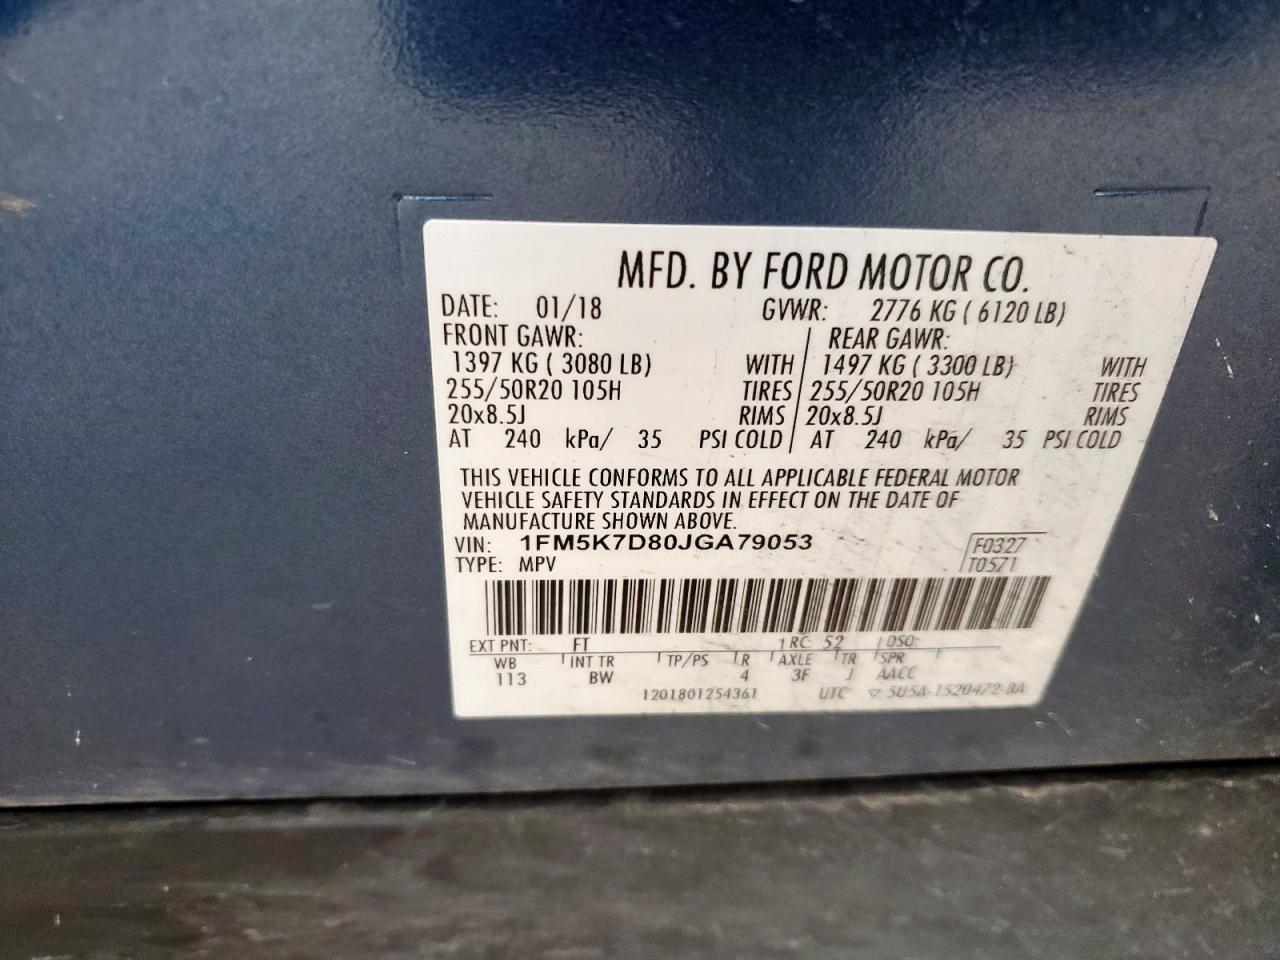 MFD. BY FORD MOTOR CO.
DATE: 01/18 GVWR: 2776 KG ( 6120 LB)
FRONT GAWR: REAR GAWR:
1397 KG ( 3080 LB) WITH 1497 KG ( 3300 LB) WITH
255/50R20 105H TIRES 255/50R20 105H TIRES
20x8.5J RIMS 20x8.5J RIMS
AT 240 kPa/ 35 PSI COLD AT 240 kPa/ 35 PSI COLD
THIS VEHICLE CONFORMS TO ALL APPLICABLE FEDERAL MOTOR
VEHICLE SAFETY STANDARDS IN EFFECT ON THE DATE OF
MANUFACTURE SHOWN ABOVE.
VIN: 1FM5K7D80JGA79053 F0327
TYPE: MPV T0571
EXT PNT: FT RC: 52 DSO:
WB INT TR TP/PS R AXLE TR SPR
113 BW 4 3F J AACC
1201801254361 UTC ▽ 5U5A-1520472-BA